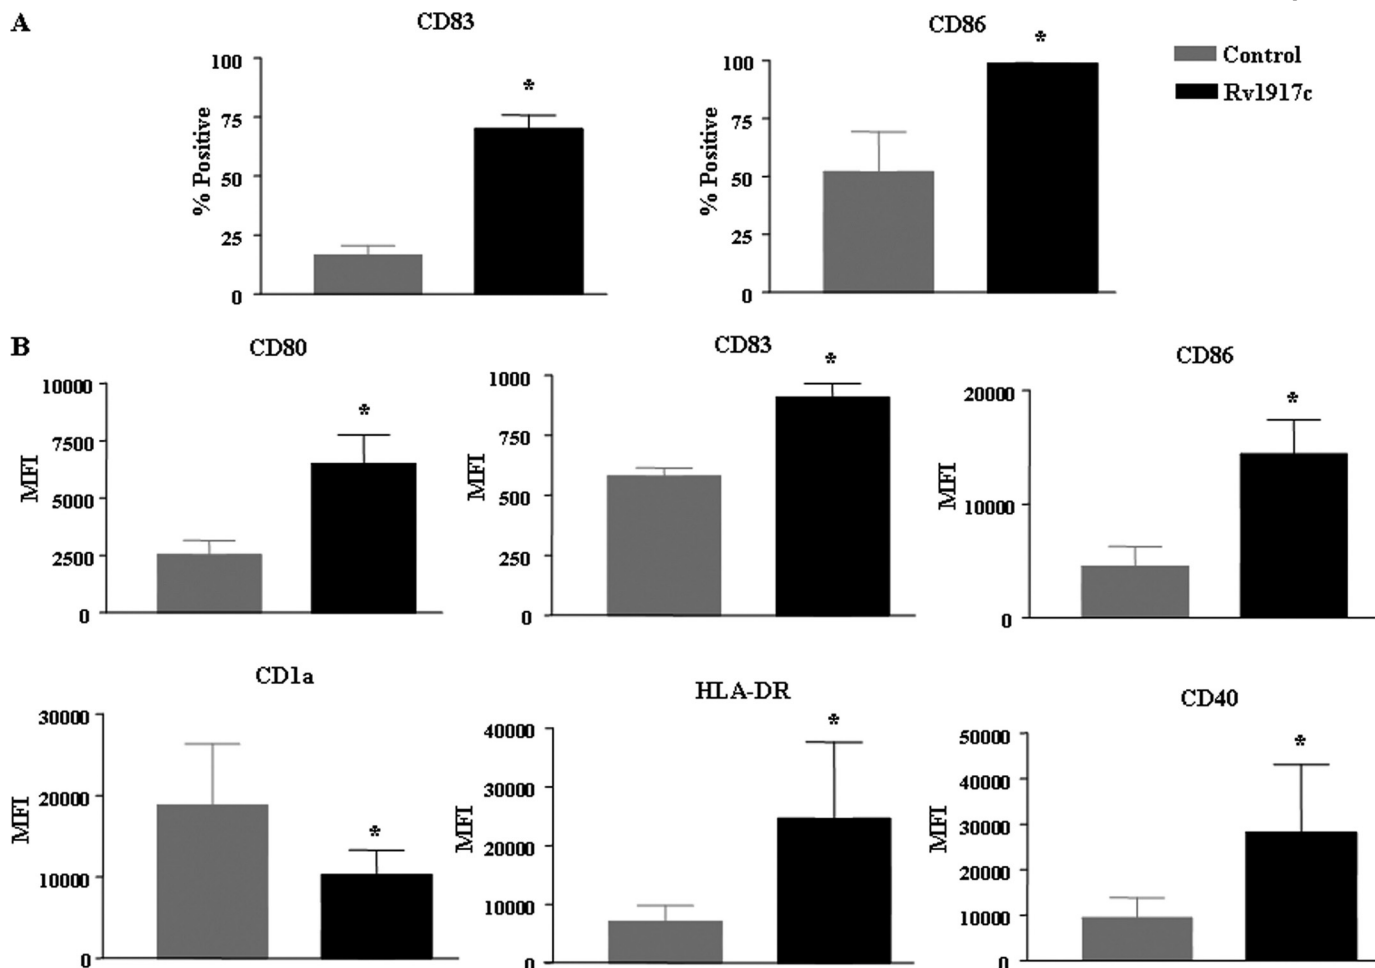 A
CD83
% Positive
100
75
50
25
0
*
CD86
% Positive
100
75
50
25
0
*
Control
Rv1917c
B
CD80
MFI
10000
7500
5000
2500
0
*
CD83
MFI
1000
750
500
250
0
*
CD86
MFI
20000
10000
0
*
CD1a
MFI
30000
20000
10000
0
*
HLA-DR
MFI
40000
30000
20000
10000
0
*
CD40
MFI
50000
40000
30000
20000
10000
0
*